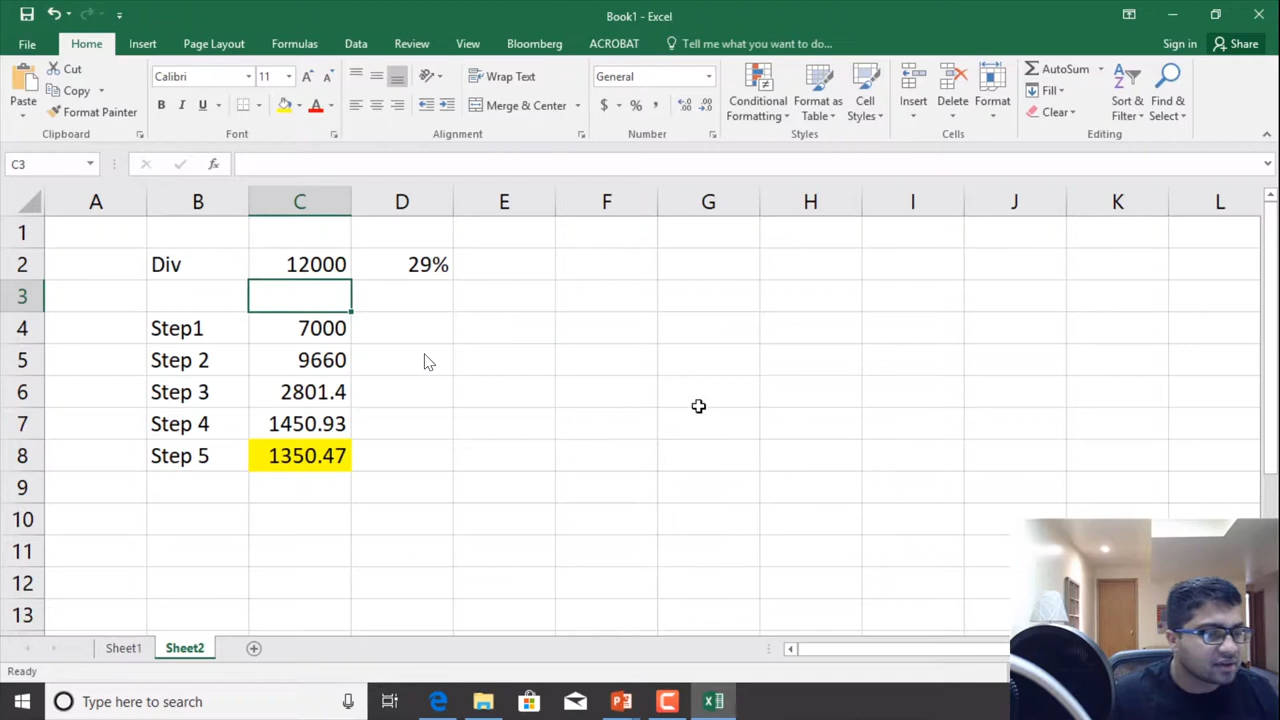 Book1 - Excel
File Home Insert Page Layout Formulas Data Review View Bloomberg ACROBAT Tell me what you want to do... Sign in Share
Paste Cut Copy Format Painter Clipboard
Calibri 11 B I U A Font
Wrap Text Merge & Center Alignment
General $ % , Number
Conditional Formatting Format as Table Cell Styles Styles
Insert Delete Format Cells
AutoSum Fill Clear Sort & Filter Find & Select Editing
C3 fx
A B C D E F G H I J K L
1
2 Div 12000 29%
3
4 Step1 7000
5 Step 2 9660
6 Step 3 2801.4
7 Step 4 1450.93
8 Step 5 1350.47
9
10
11
12
13
Sheet1 Sheet2
Ready
Type here to search